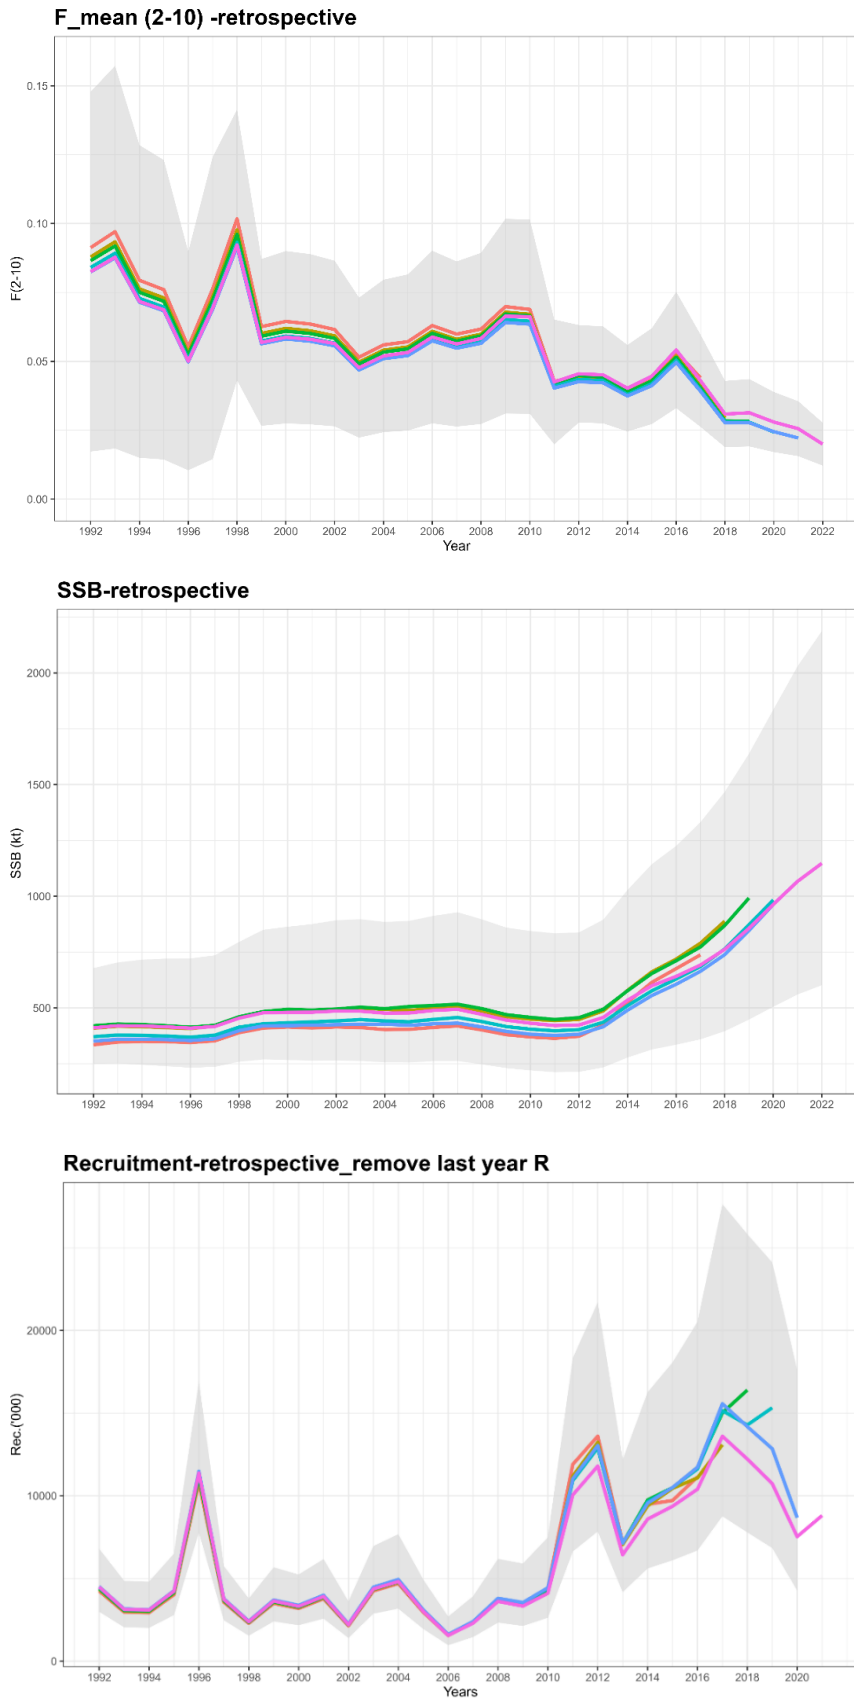 F_mean (2-10) -retrospective
0.15
0.10
0.05
0.00
F(2-10)
1992 1994 1996 1998 2000 2002 2004 2006 2008 2010 2012 2014 2016 2018 2020 2022
Year
SSB-retrospective
2000
1500
1000
500
SSB (kt)
1992 1994 1996 1998 2000 2002 2004 2006 2008 2010 2012 2014 2016 2018 2020 2022
Recruitment-retrospective_remove last year R
20000
10000
0
Rec.('000)
1992 1994 1996 1998 2000 2002 2004 2006 2008 2010 2012 2014 2016 2018 2020
Years